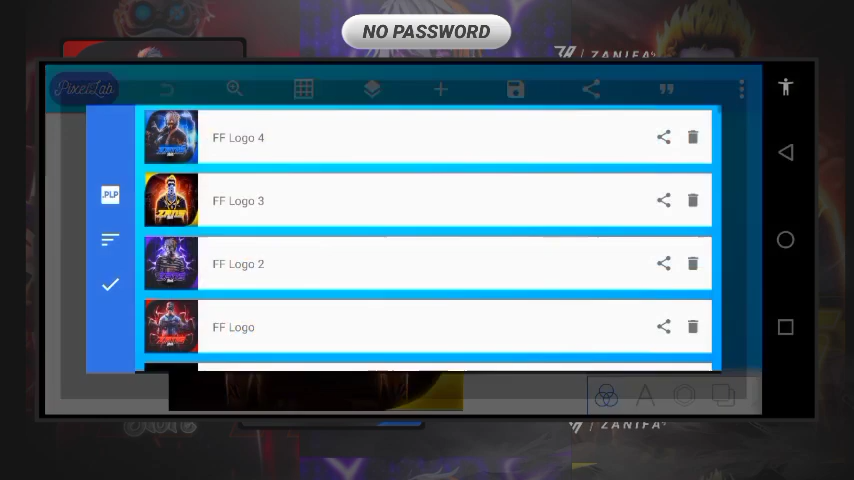 NO PASSWORD
ZANIFA
PixelLab
FF Logo 4
FF Logo 3
.PLP
FF Logo 2
FF Logo
A
ZANIFA